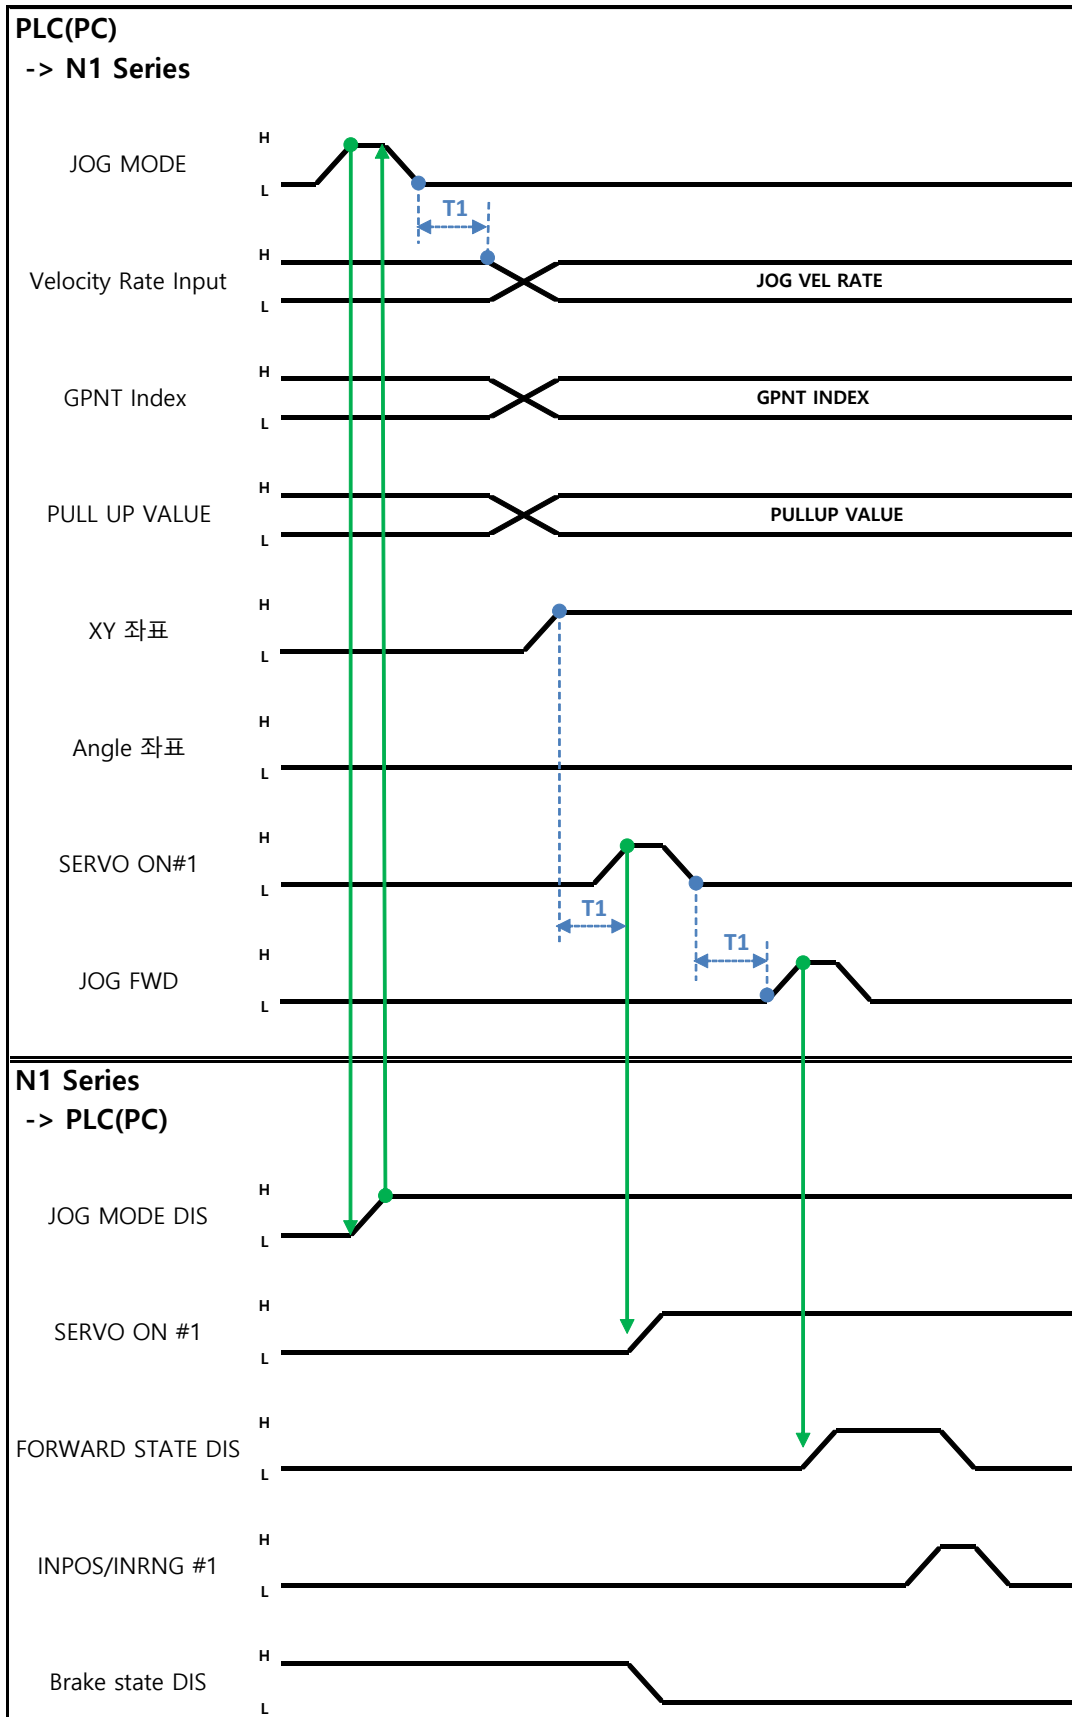 PLC(PC)
-> N1 Series
JOG MODE
H
L
T1
Velocity Rate Input
H
L
JOG VEL RATE
GPNT Index
H
L
GPNT INDEX
PULL UP VALUE
H
L
PULLUP VALUE
XY 좌표
H
L
Angle 좌표
H
L
SERVO ON#1
H
L
T1
T1
JOG FWD
H
L
N1 Series
-> PLC(PC)
JOG MODE DIS
H
L
SERVO ON #1
H
L
FORWARD STATE DIS
H
L
INPOS/INRNG #1
H
L
Brake state DIS
H
L